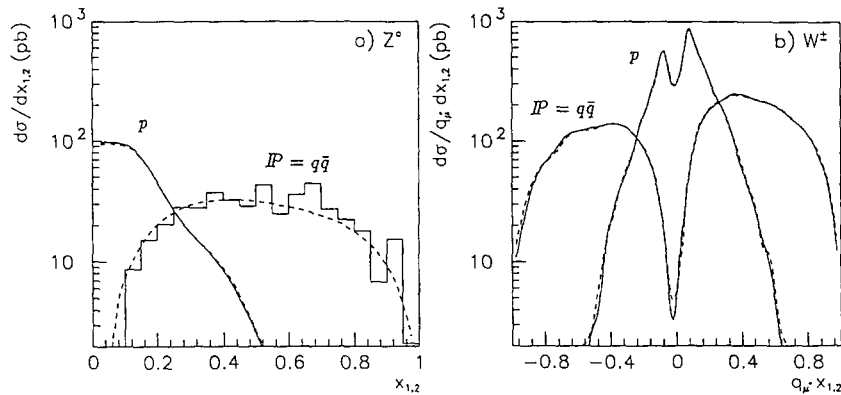 dσ/dx₁,₂ (pb)
10³
10²
10
a) Z°
p
IP = qq̄
0 0.2 0.4 0.6 0.8 1
x₁,₂
dσ/qμ· dx₁,₂ (pb)
10³
10²
10
b) W±
p
IP = qq̄
-0.8 -0.4 0 0.4 0.8
qμ· x₁,₂